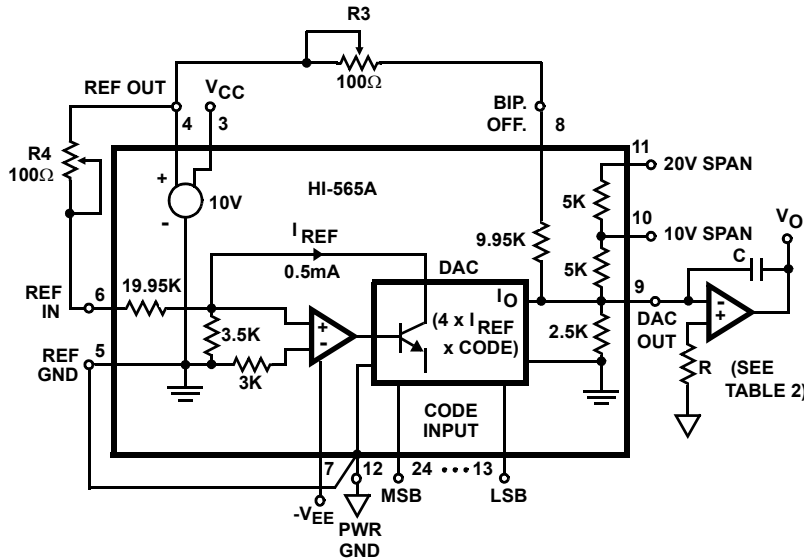 R3
100Ω
REF OUT
VCC
4
3
BIP.
OFF.
8
R4
100Ω
11
20V SPAN
+
-
10V
HI-565A
5K
10
10V SPAN
VO
IREF
0.5mA
9.95K
5K
C
REF
IN
6
19.95K
DAC
IO
9
DAC
OUT
-
+
3.5K
+
-
(4 x IREF
x CODE)
2.5K
REF
GND
5
3K
R
(SEE
TABLE 2)
CODE
INPUT
7
12
24 ••• 13
-VEE
PWR
GND
MSB
LSB